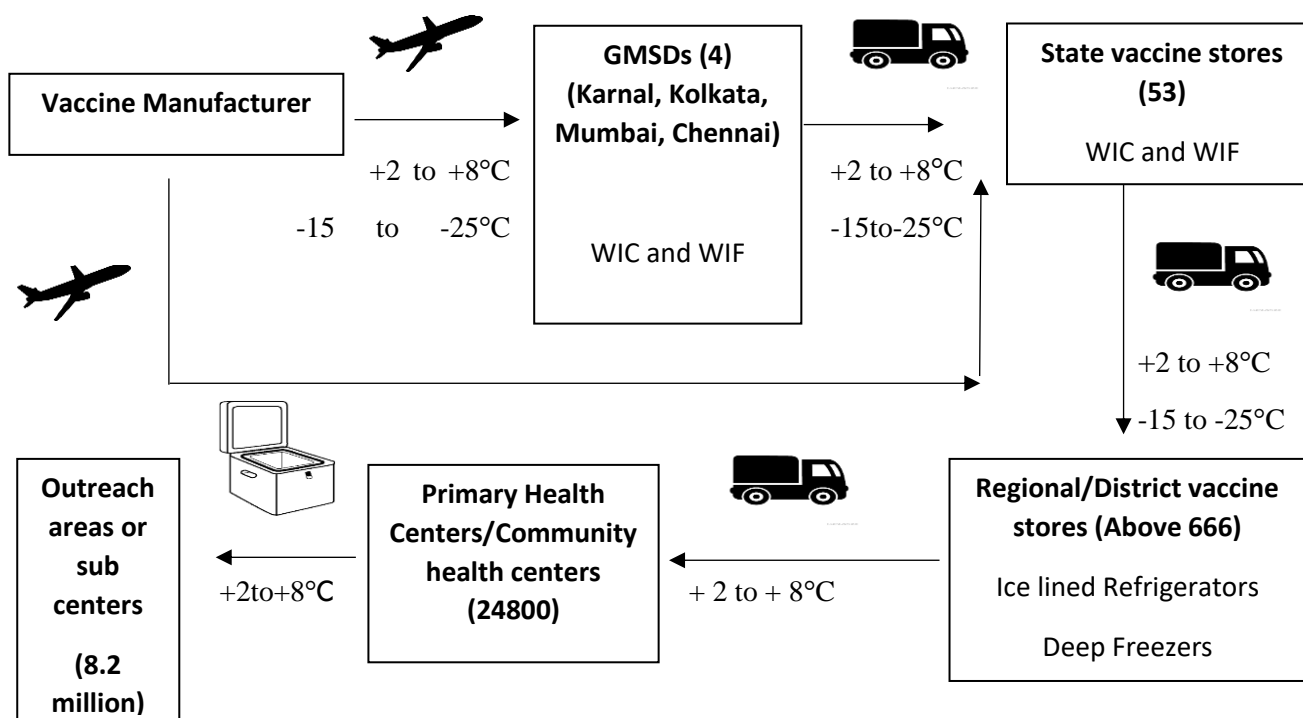 Vaccine Manufacturer
+2 to +8°C
-15 to -25°C
GMSDs (4)
(Karnal, Kolkata,
Mumbai, Chennai)
WIC and WIF
+2 to +8°C
-15to-25°C
State vaccine stores
(53)
WIC and WIF
+2 to +8°C
-15 to -25°C
Regional/District vaccine
stores (Above 666)
Ice lined Refrigerators
Deep Freezers
+ 2 to + 8°C
Primary Health
Centers/Community
health centers
(24800)
+2to+8°C
Outreach
areas or
sub
centers
(8.2
million)